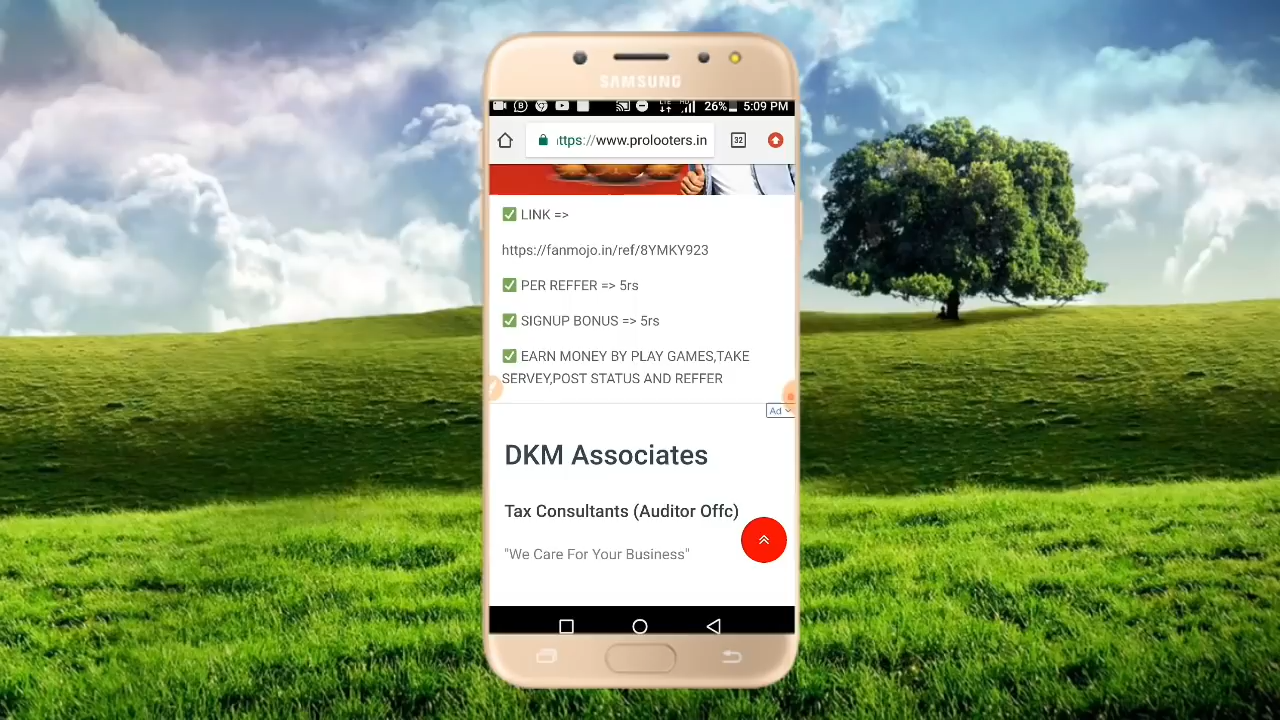 SAMSUNG
LTE HD 26% 5:09 PM
ttps://www.prolooters.in 32
✅ LINK =>
https://fanmojo.in/ref/8YMKY923
✅ PER REFFER => 5rs
✅ SIGNUP BONUS => 5rs
✅ EARN MONEY BY PLAY GAMES,TAKE
SERVEY,POST STATUS AND REFFER
Ad
DKM Associates
Tax Consultants (Auditor Offc)
"We Care For Your Business"